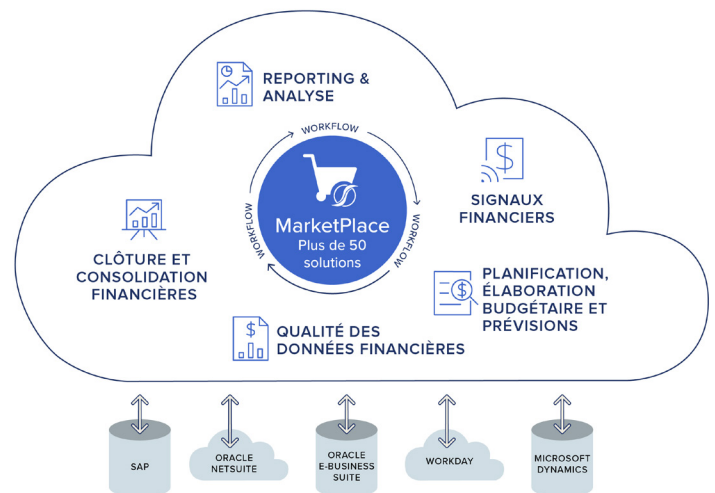 REPORTING &
ANALYSE
WORKFLOW
MarketPlace
Plus de 50
solutions
WORKFLOW
WORKFLOW
SIGNAUX
FINANCIERS
CLÔTURE ET
CONSOLIDATION
FINANCIÈRES
PLANIFICATION,
ÉLABORATION
BUDGÉTAIRE ET
PRÉVISIONS
QUALITÉ DES
DONNÉES FINANCIÈRES
SAP
ORACLE
NETSUITE
ORACLE
E-BUSINESS
SUITE
WORKDAY
MICROSOFT
DYNAMICS